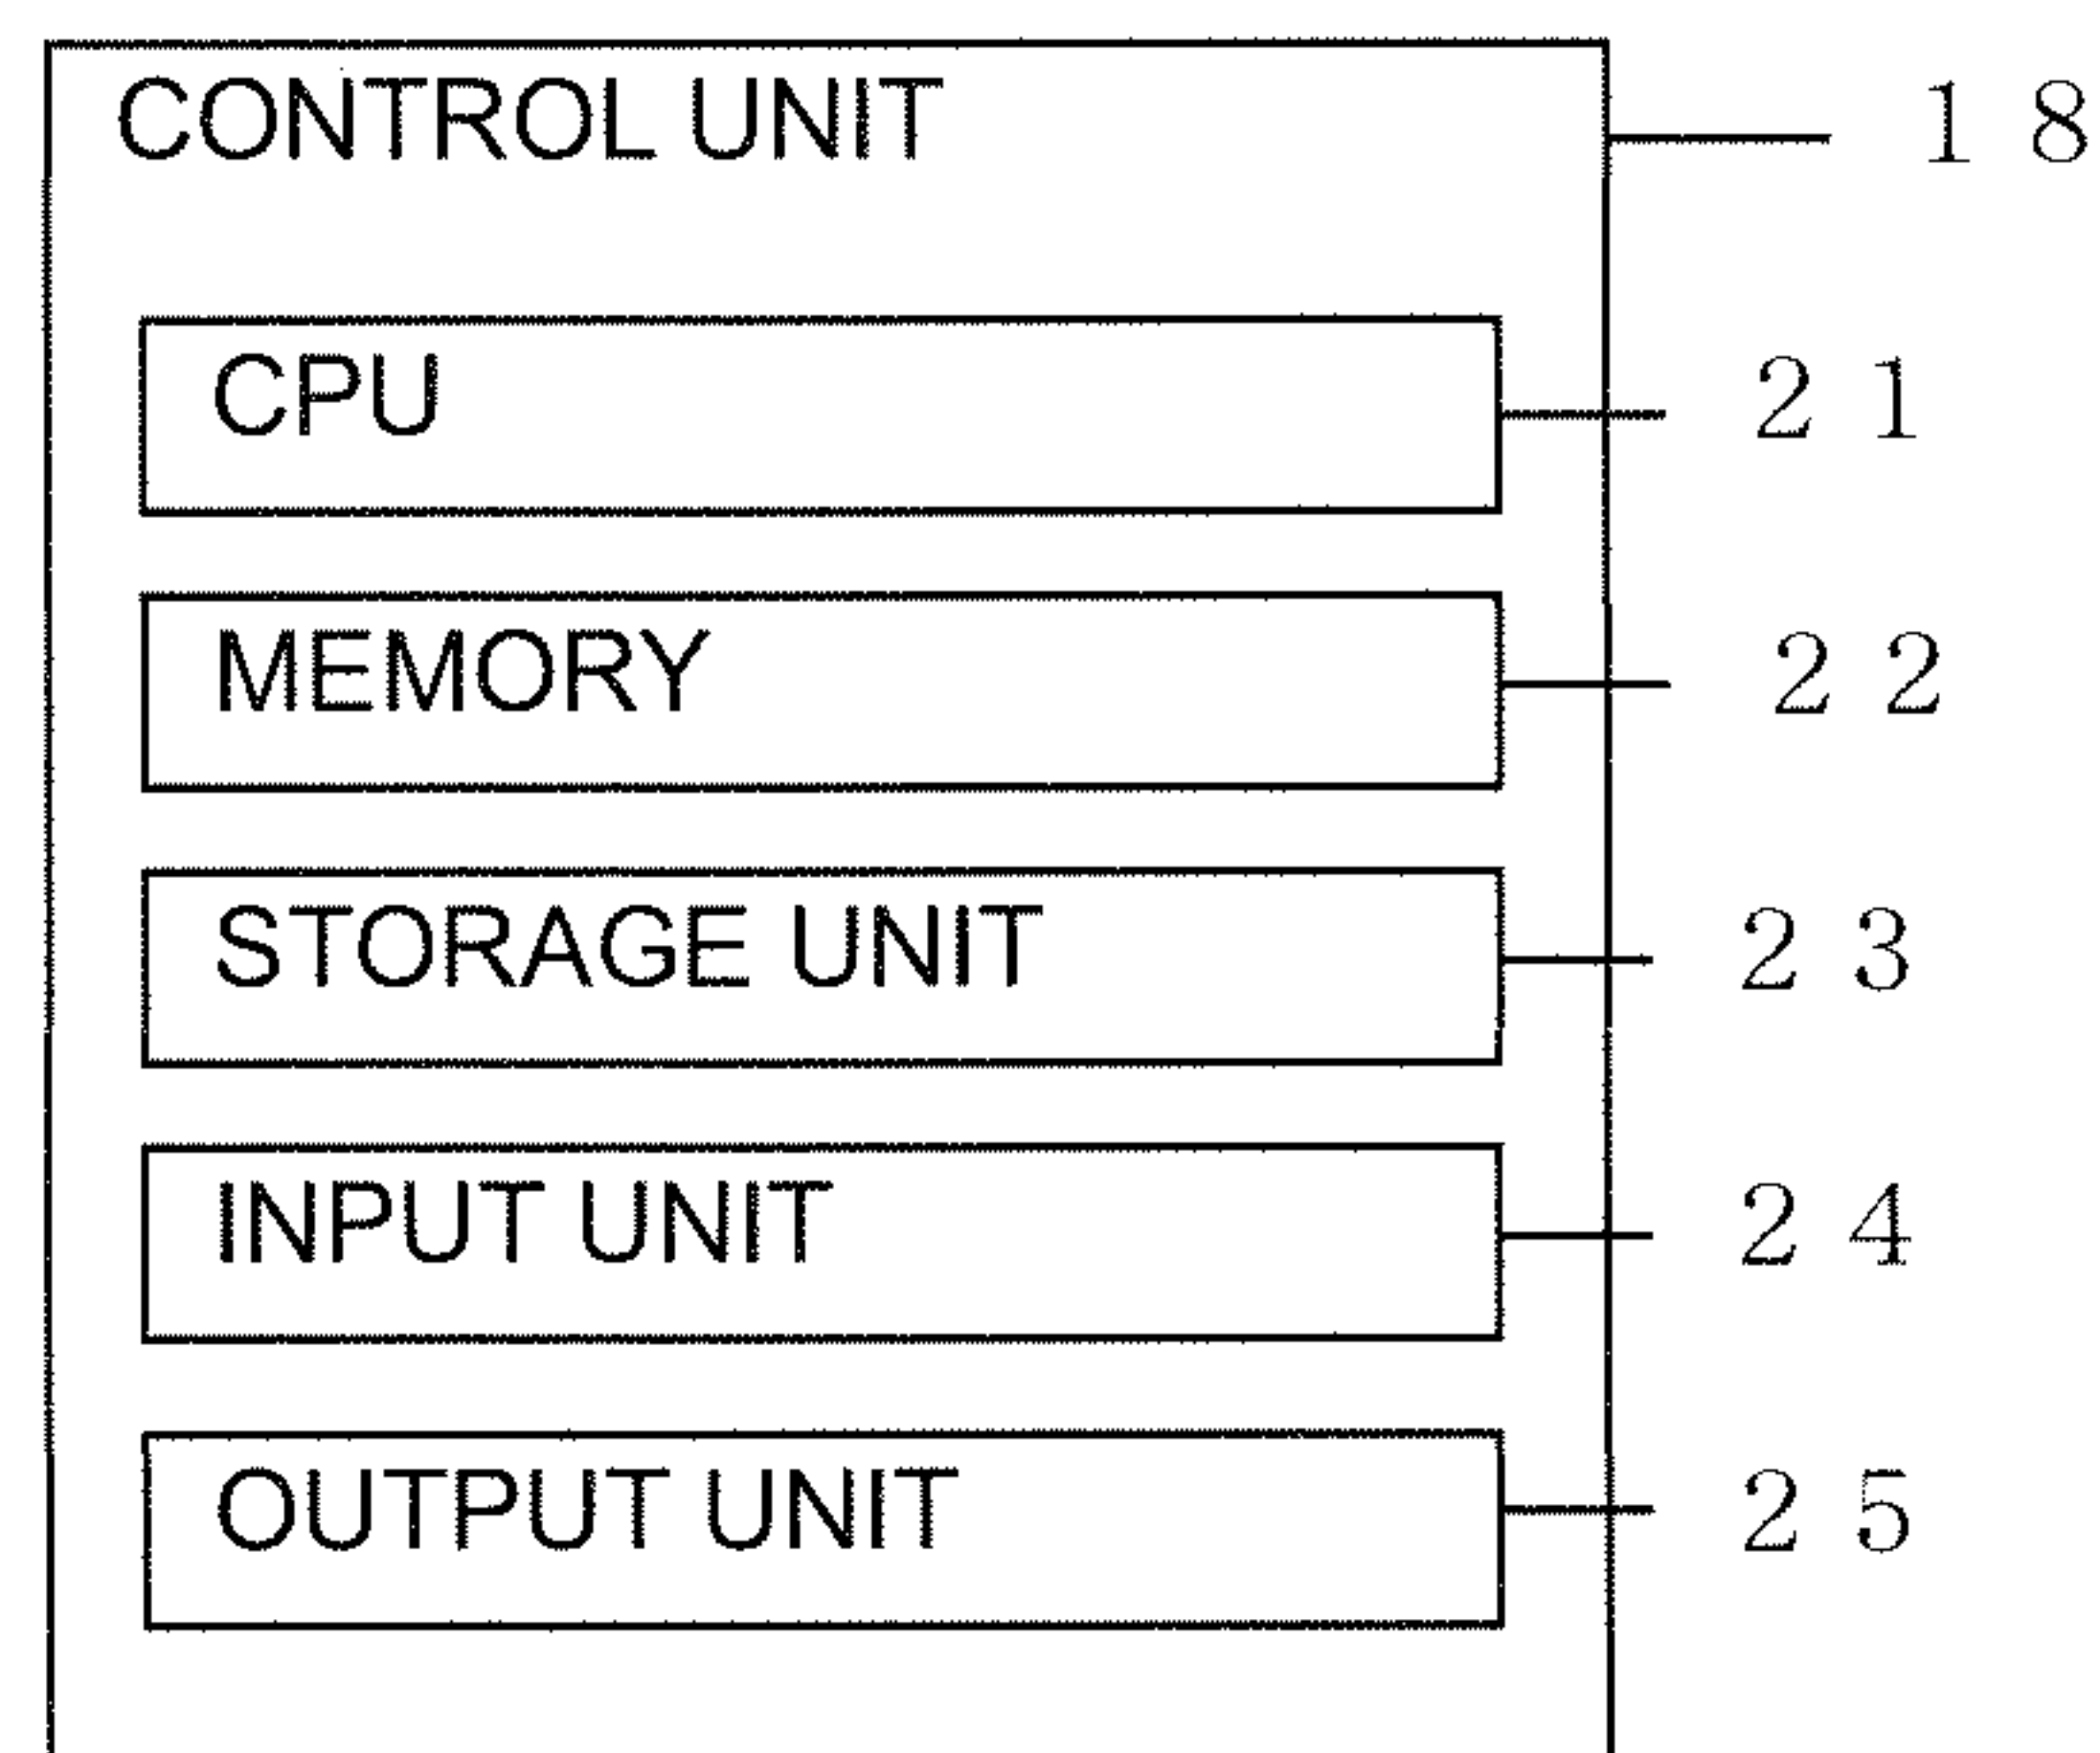 CONTROL UNIT 18
CPU 21
MEMORY 22
STORAGE UNIT 23
INPUT UNIT 24
OUTPUT UNIT 25